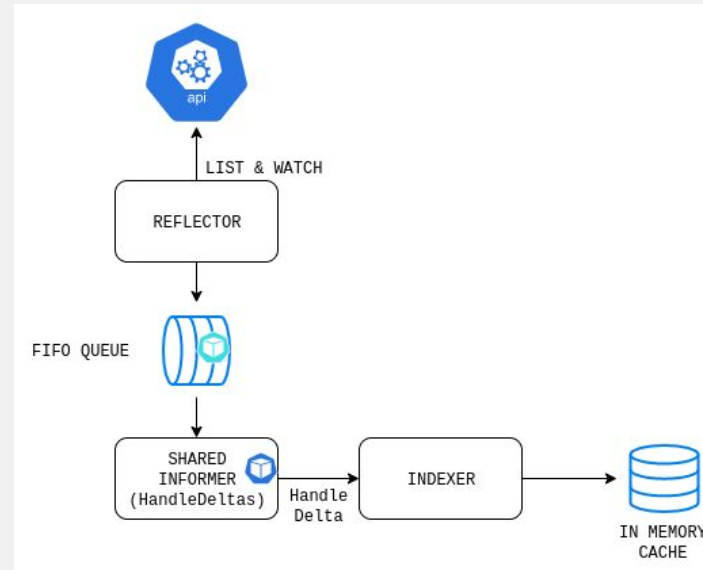 api
LIST & WATCH
REFLECTOR
FIFO QUEUE
SHARED
INFORMER
(HandleDeltas)
Handle
Delta
INDEXER
IN MEMORY
CACHE